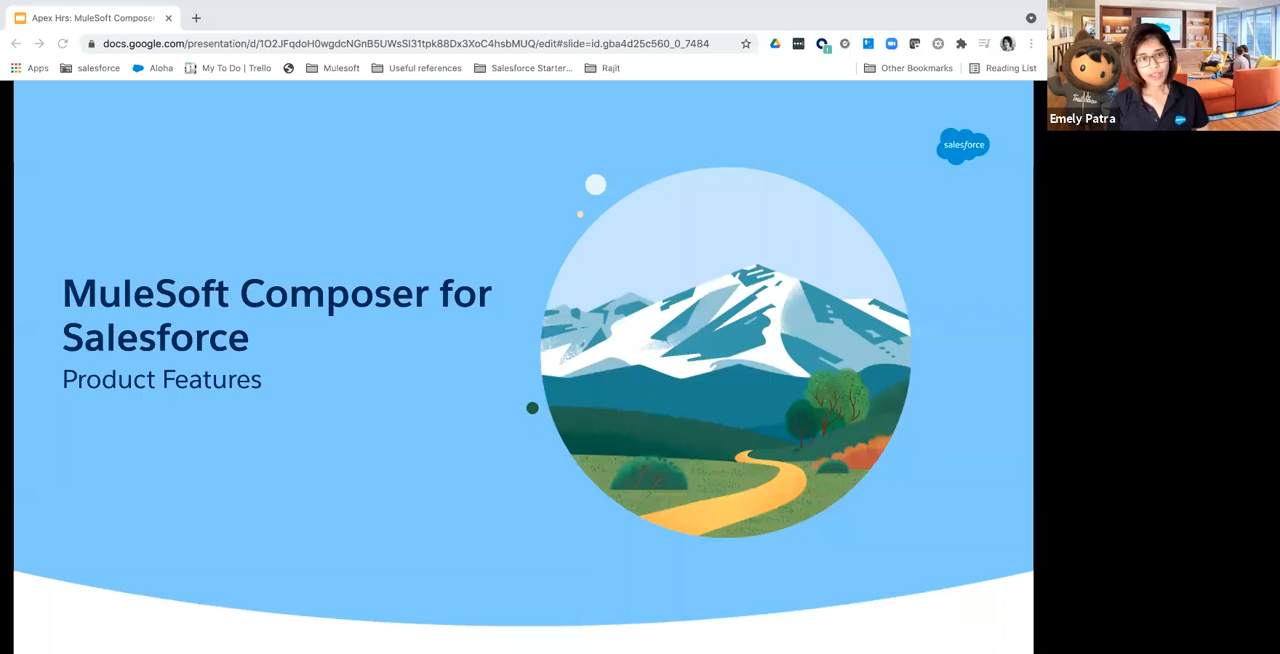 Apex Hrs: MuleSoft Composer
docs.google.com/presentation/d/1O2JFqdoH0wgdcNGnB5UWsSl31tpk88Dx3XoC4hsbMUQ/edit#slide=id.gba4d25c560_0_7484
Apps
salesforce
Aloha
My To Do | Trello
Mulesoft
Useful references
Salesforce Starter...
Rajit
Other Bookmarks
Reading List
Emely Patra
salesforce
MuleSoft Composer for
Salesforce
Product Features